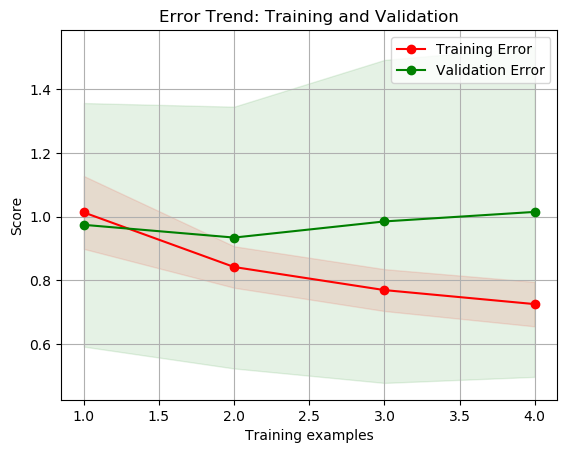 Error Trend: Training and Validation
Training Error
Validation Error
Score
1.4
1.2
1.0
0.8
0.6
1.0
1.5
2.0
2.5
3.0
3.5
4.0
Training examples